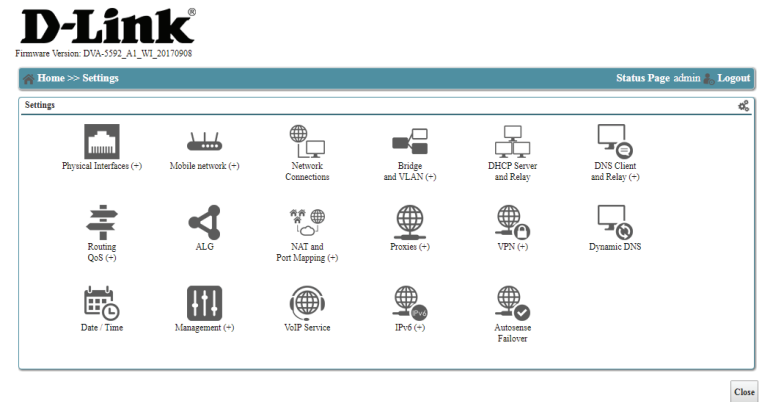 D-Link®
Firmware Version: DVA-5592_A1_WI_20170908
Home >> Settings
Status Page admin Logout
Settings
Physical Interfaces (+)
Mobile network (+)
Network
Connections
Bridge
and VLAN (+)
DHCP Server
and Relay
DNS Client
and Relay (+)
Routing
QoS (+)
ALG
NAT and
Port Mapping (+)
Proxies (+)
VPN (+)
Dynamic DNS
Date / Time
Management (+)
VoIP Service
IPv6
IPv6 (+)
Autosense
Failover
Close